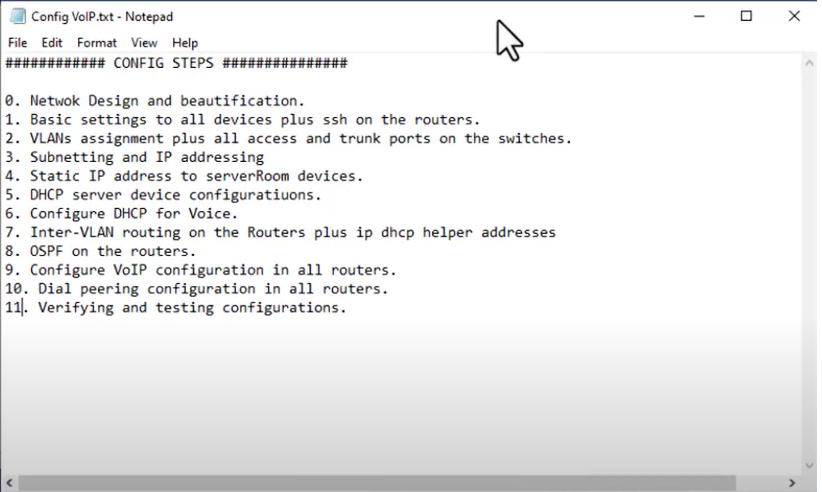 Config VoIP.txt - Notepad
File Edit Format View Help
############ CONFIG STEPS ###############
0. Netwok Design and beautification.
1. Basic settings to all devices plus ssh on the routers.
2. VLANs assignment plus all access and trunk ports on the switches.
3. Subnetting and IP addressing
4. Static IP address to serverRoom devices.
5. DHCP server device configuratiuons.
6. Configure DHCP for Voice.
7. Inter-VLAN routing on the Routers plus ip dhcp helper addresses
8. OSPF on the routers.
9. Configure VoIP configuration in all routers.
10. Dial peering configuration in all routers.
11. Verifying and testing configurations.